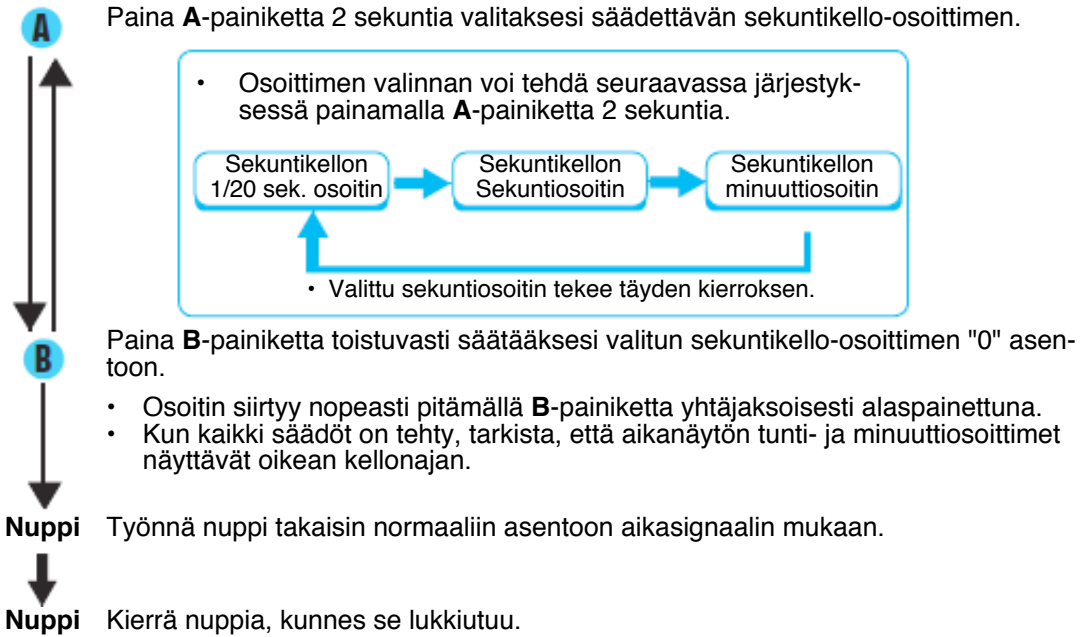 A
Paina A-painiketta 2 sekuntia valitaksesi säädettävän sekuntikello-osoittimen.
• Osoittimen valinnan voi tehdä seuraavassa järjestyk-
sessä painamalla A-painiketta 2 sekuntia.
Sekuntikellon
1/20 sek. osoitin
Sekuntikellon
Sekuntiosoitin
Sekuntikellon
minuuttiosoitin
• Valittu sekuntiosoitin tekee täyden kierroksen.
B
Paina B-painiketta toistuvasti säätääksesi valitun sekuntikello-osoittimen "0" asen-
toon.
• Osoitin siirtyy nopeasti pitämällä B-painiketta yhtäjaksoisesti alaspainettuna.
• Kun kaikki säädöt on tehty, tarkista, että aikanäytön tunti- ja minuuttiosoittimet
näyttävät oikean kellonajan.
Nuppi Työnnä nuppi takaisin normaaliin asentoon aikasignaalin mukaan.
Nuppi Kierrä nuppia, kunnes se lukkiutuu.